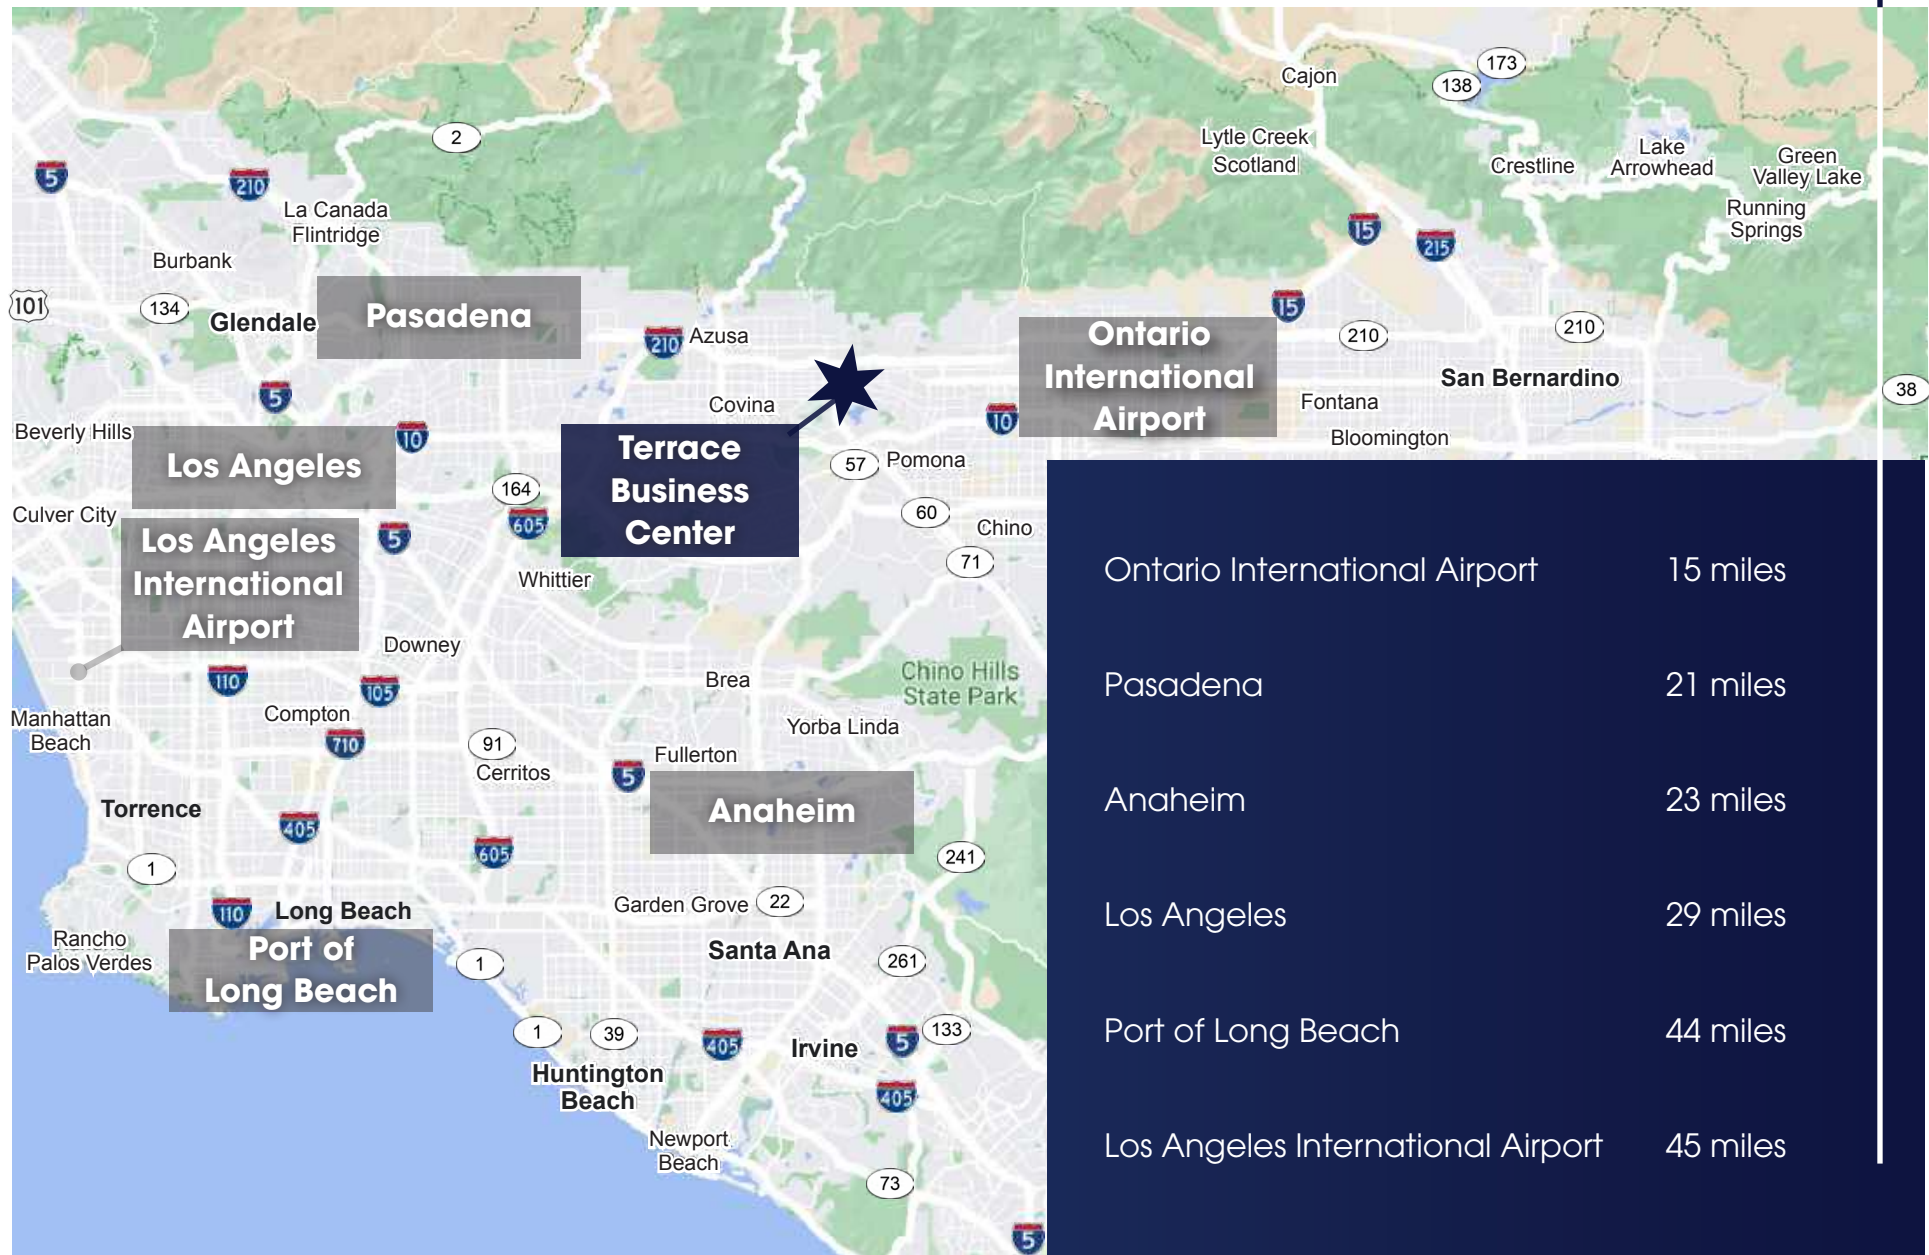 Cajon
173
138
2
Lytle Creek
Scotland
Crestline
Lake
Arrowhead
Green
Valley Lake
5
210
La Canada
Flintridge
Running
Springs
15
215
Burbank
101
134
Glendale
Pasadena
210
Azusa
Ontario
International
Airport
15
210
210
San Bernardino
38
5
Covina
10
Fontana
Bloomington
Beverly Hills
10
Los Angeles
Terrace
Business
Center
57
Pomona
164
Culver City
605
60
Chino
71
5
Los Angeles
International
Airport
Whittier
Downey
110
105
Brea
Chino Hills
State Park
Manhattan
Beach
Compton
710
91
Cerritos
Yorba Linda
Fullerton
5
Torrence
405
Anaheim
605
241
1
110
Long Beach
Garden Grove
22
Rancho
Palos Verdes
Port of
Long Beach
1
Santa Ana
261
1
39
405
Irvine
5
133
Huntington
Beach
405
Newport
Beach
73
5
Ontario International Airport 15 miles
Pasadena 21 miles
Anaheim 23 miles
Los Angeles 29 miles
Port of Long Beach 44 miles
Los Angeles International Airport 45 miles